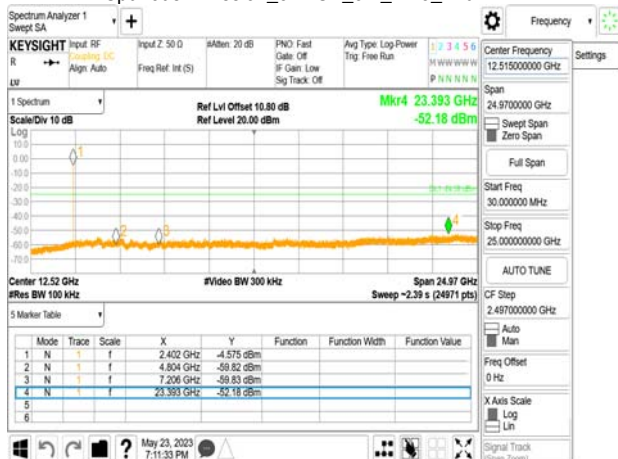 Spectrum Analyzer 1
Swept SA
+
Frequency
KEYSIGHT
Input: RF
Coupling: DC
Align: Auto
Input Z: 50 Ω
Freq Ref: Int (S)
#Atten: 20 dB
PNO: Fast
Gate: Off
IF Gain: Low
Sig Track: Off
Avg Type: Log-Power
Trig: Free Run
1 2 3 4 5 6
M W W W W W
P N N N N N
R
Center Frequency
12.515000000 GHz
Settings
Span
24.9700000 GHz
Swept Span
Zero Span
Full Span
Start Freq
30.000000 MHz
Stop Freq
25.000000000 GHz
AUTO TUNE
CF Step
2.497000000 GHz
Auto
Man
Freq Offset
0 Hz
X Axis Scale
Log
Lin
Signal Track
1 Spectrum
Scale/Div 10 dB
Ref Lvl Offset 10.80 dB
Ref Level 20.00 dBm
Mkr4 23.393 GHz
-52.18 dBm
Log
10.0
0.00
-10.0
-20.0
-30.0
-40.0
-50.0
-60.0
-70.0
1
2
3
4
Center 12.52 GHz
#Res BW 100 kHz
#Video BW 300 kHz
Span 24.97 GHz
Sweep ~2.39 s (24971 pts)
5 Marker Table
Mode Trace Scale X Y Function Function Width Function Value
1 N 1 f 2.402 GHz -4.575 dBm
2 N 1 f 4.804 GHz -59.82 dBm
3 N 1 f 7.206 GHz -59.83 dBm
4 N 1 f 23.393 GHz -52.18 dBm
5
6
?
May 23, 2023
7:11:33 PM